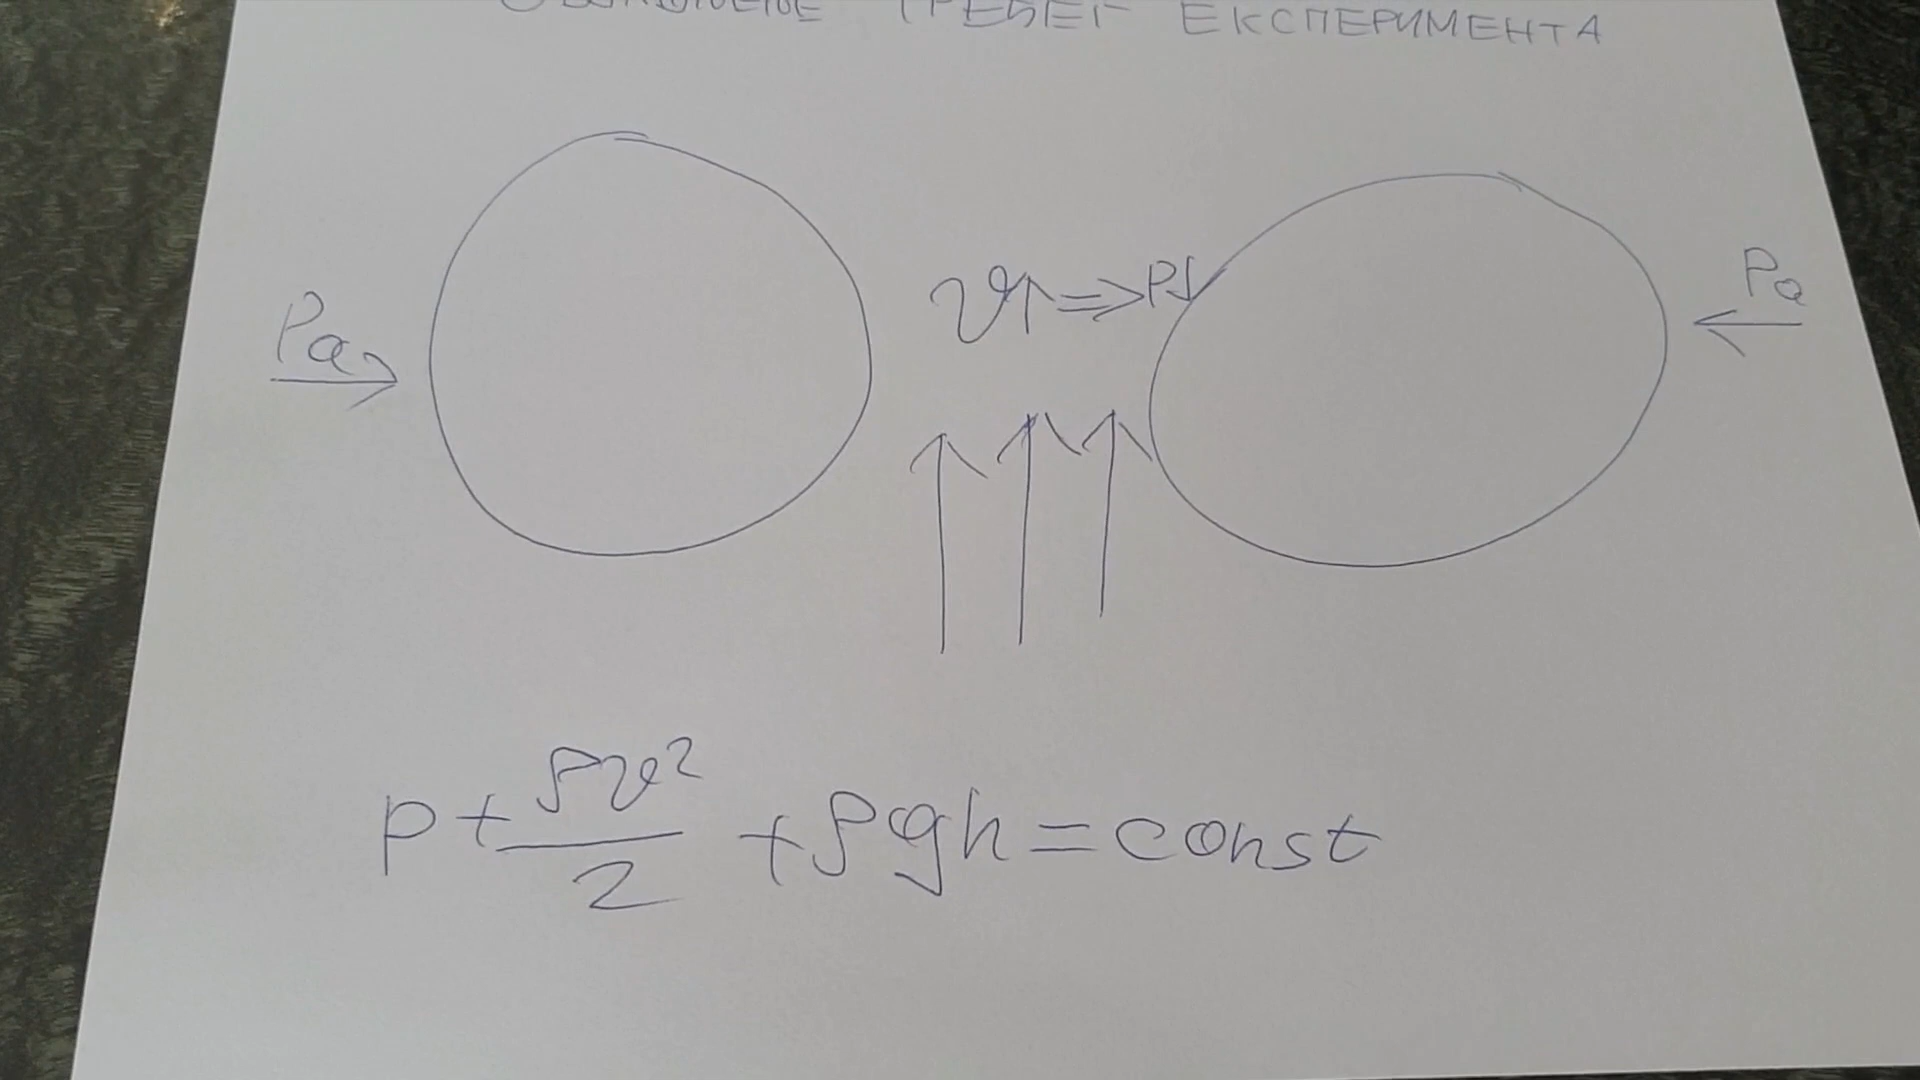 ЕКСПЕРИМЕНТА
Pa
v↑ ⇒ P↓
Pa
p + ρv²/2 + ρgh = const